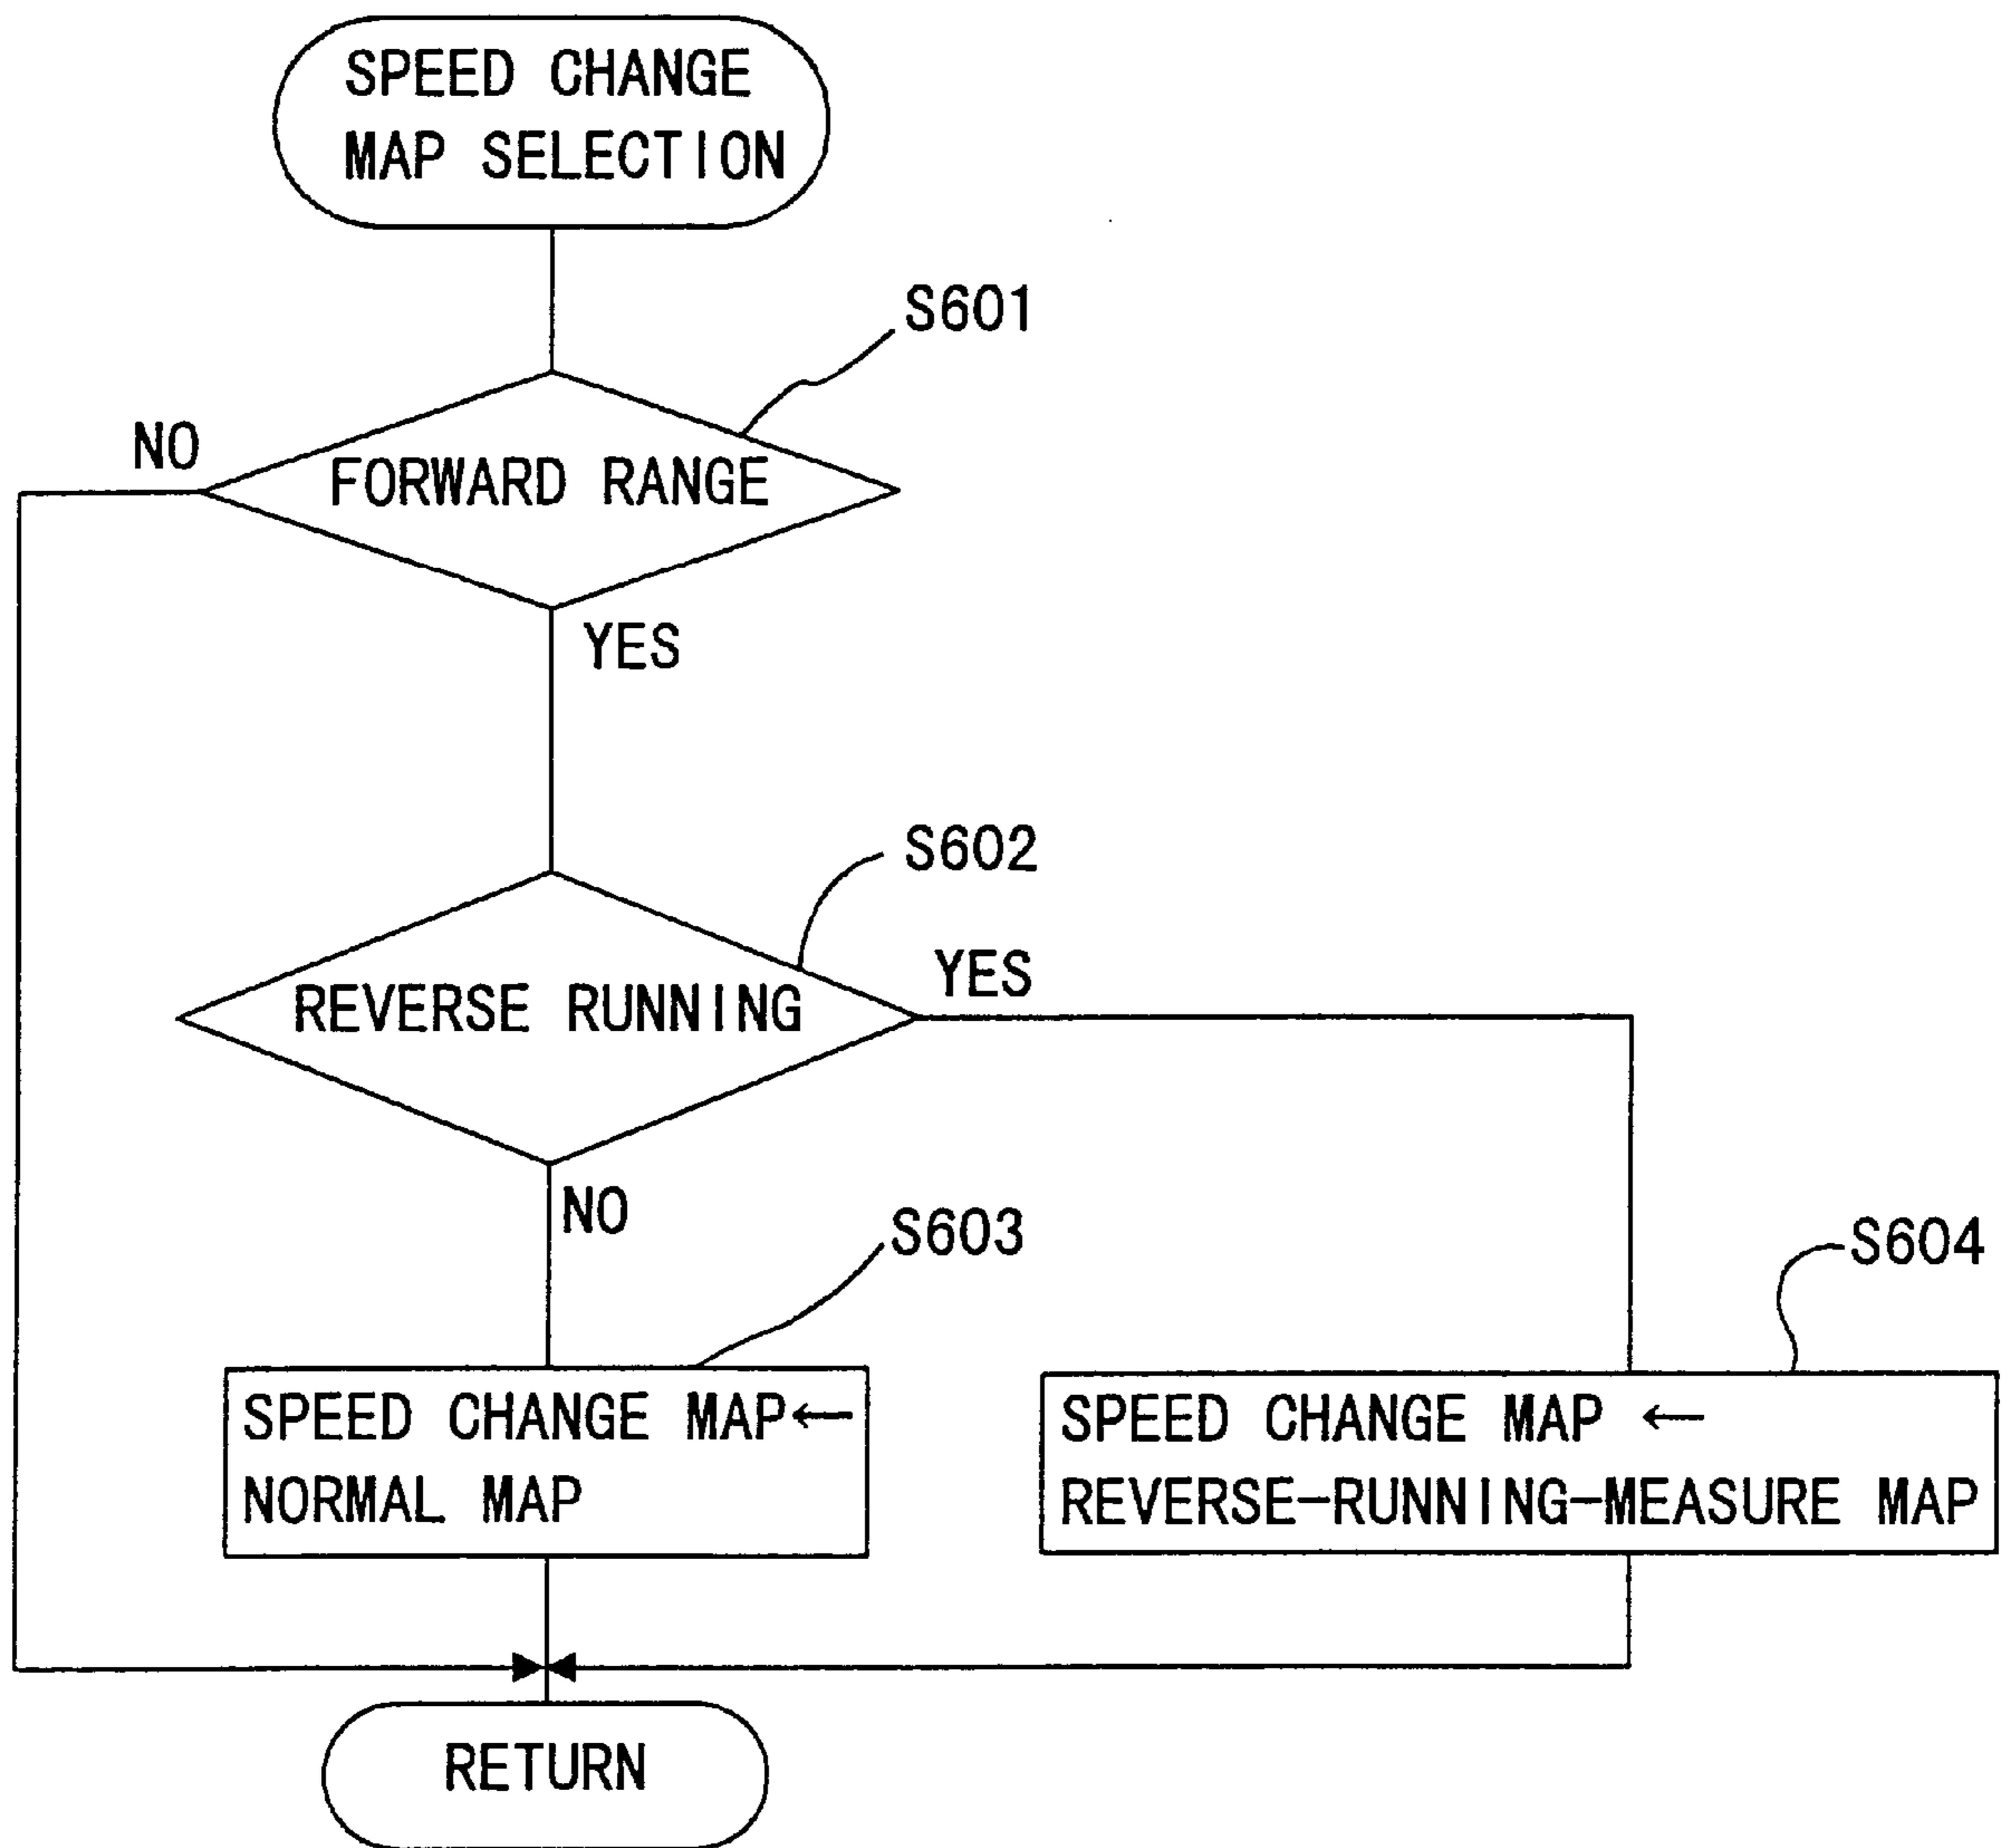 SPEED CHANGE
MAP SELECTION
S601
NO
FORWARD RANGE
YES
S602
YES
REVERSE RUNNING
NO
S603
S604
SPEED CHANGE MAP←
NORMAL MAP
SPEED CHANGE MAP ←
REVERSE-RUNNING-MEASURE MAP
RETURN